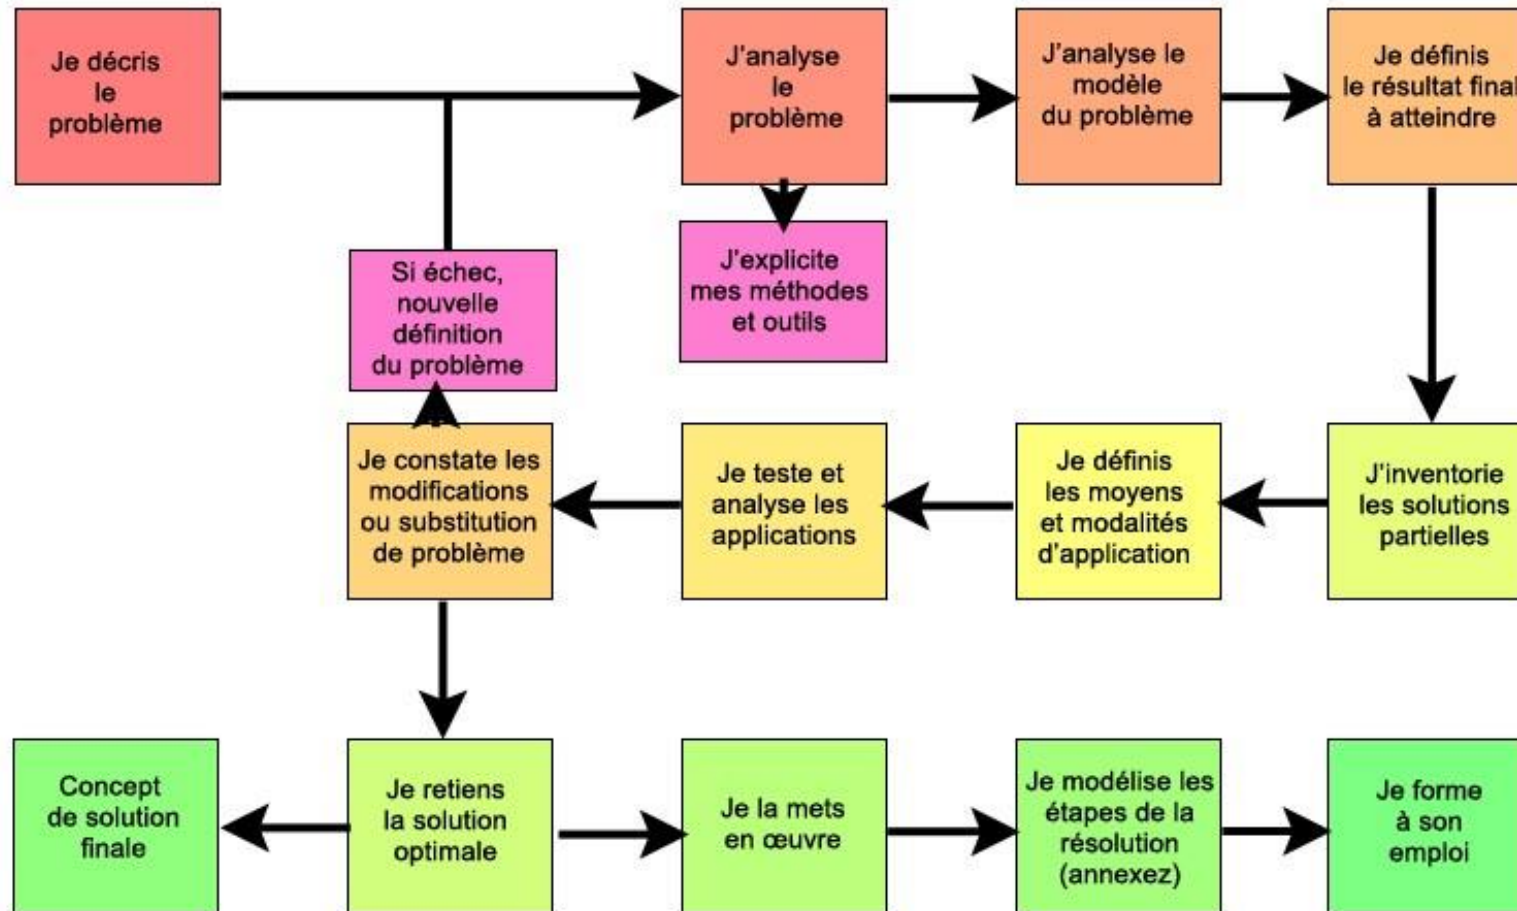 Je décris
le
problème
J'analyse
le
problème
J'analyse le
modèle
du problème
Je définis
le résultat final
à atteindre
Si échec,
nouvelle
définition
du problème
J'explicite
mes méthodes
et outils
Je constate les
modifications
ou substitution
de problème
Je teste et
analyse les
applications
Je définis
les moyens
et modalités
d'application
J'inventorie
les solutions
partielles
Concept
de solution
finale
Je retiens
la solution
optimale
Je la mets
en œuvre
Je modélise les
étapes de la
résolution
(annexez)
Je forme
à son
emploi